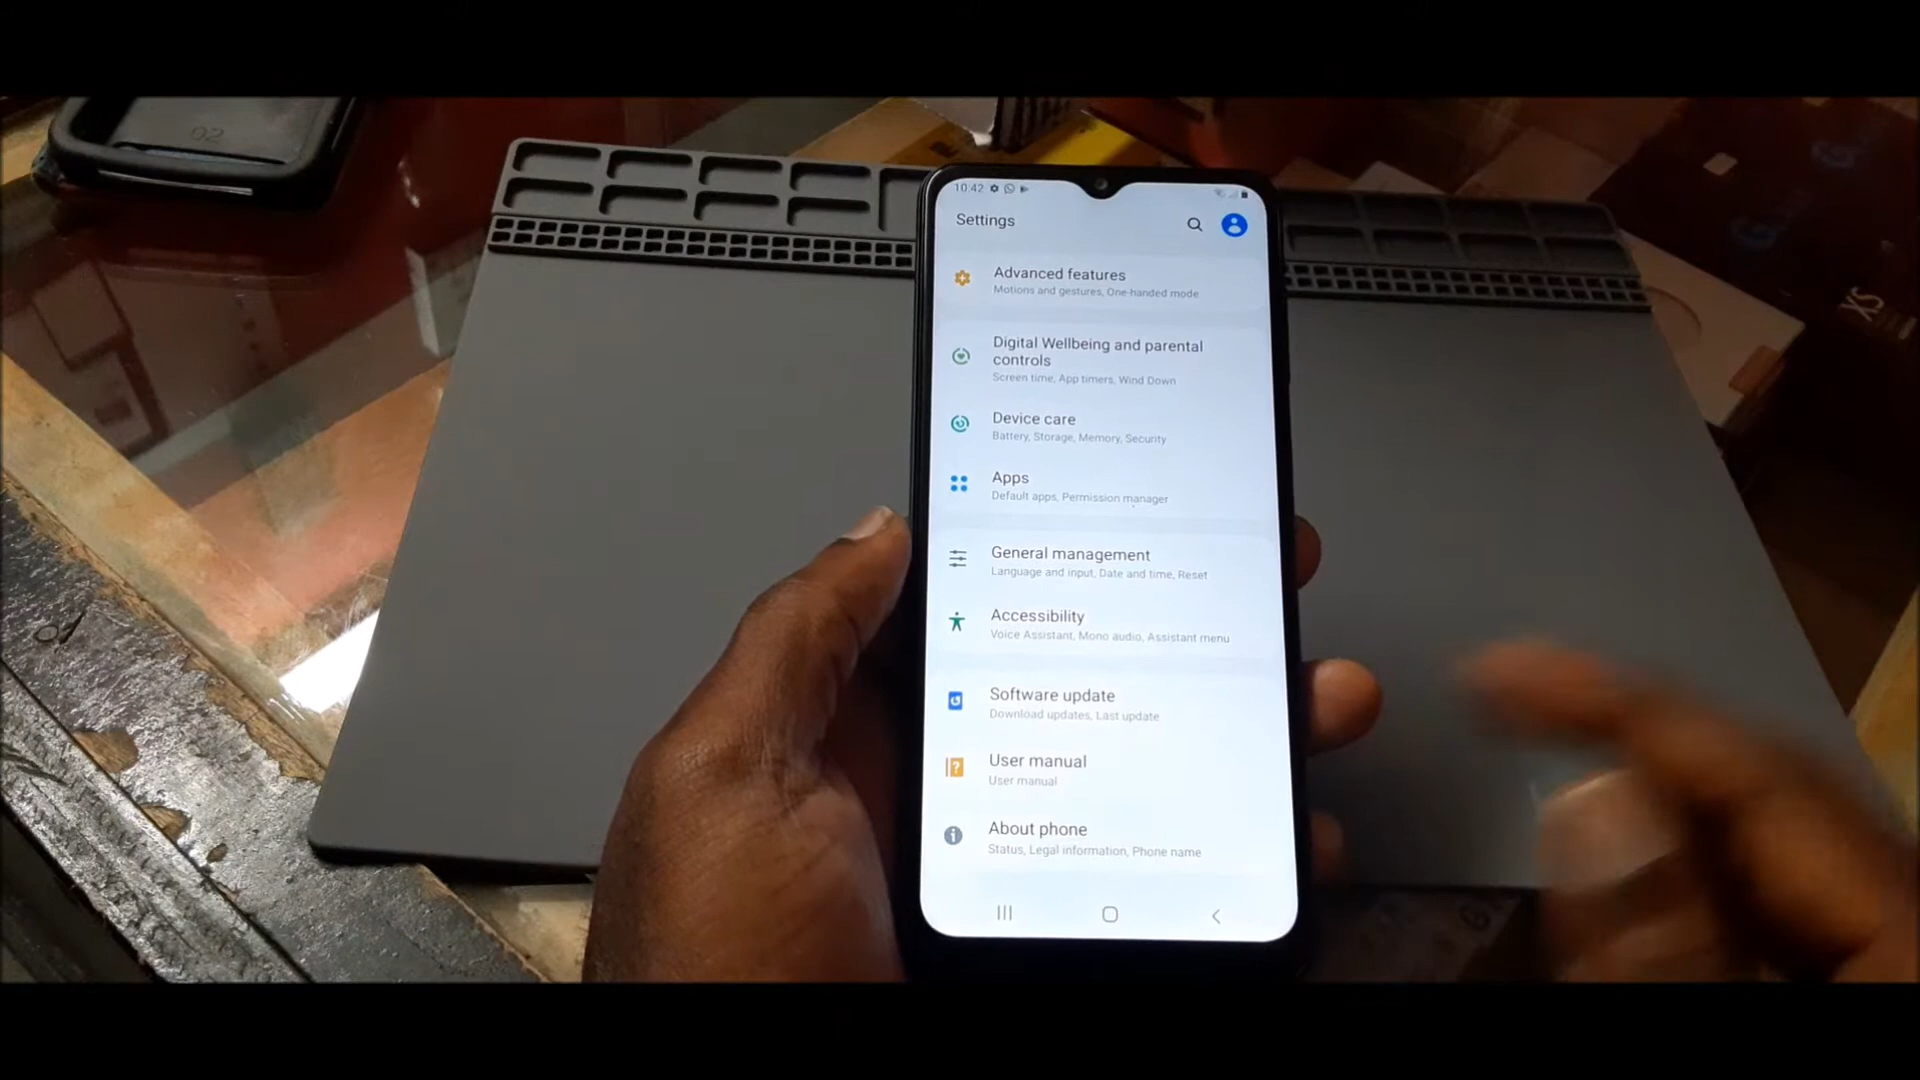 02
10:42
Settings
Advanced features
Motions and gestures, One-handed mode
Digital Wellbeing and parental
controls
Screen time, App timers, Wind Down
Device care
Battery, Storage, Memory, Security
Apps
Default apps, Permission manager
General management
Language and input, Date and time, Reset
Accessibility
Voice Assistant, Mono audio, Assistant menu
Software update
Download updates, Last update
User manual
User manual
About phone
Status, Legal information, Phone name
XS